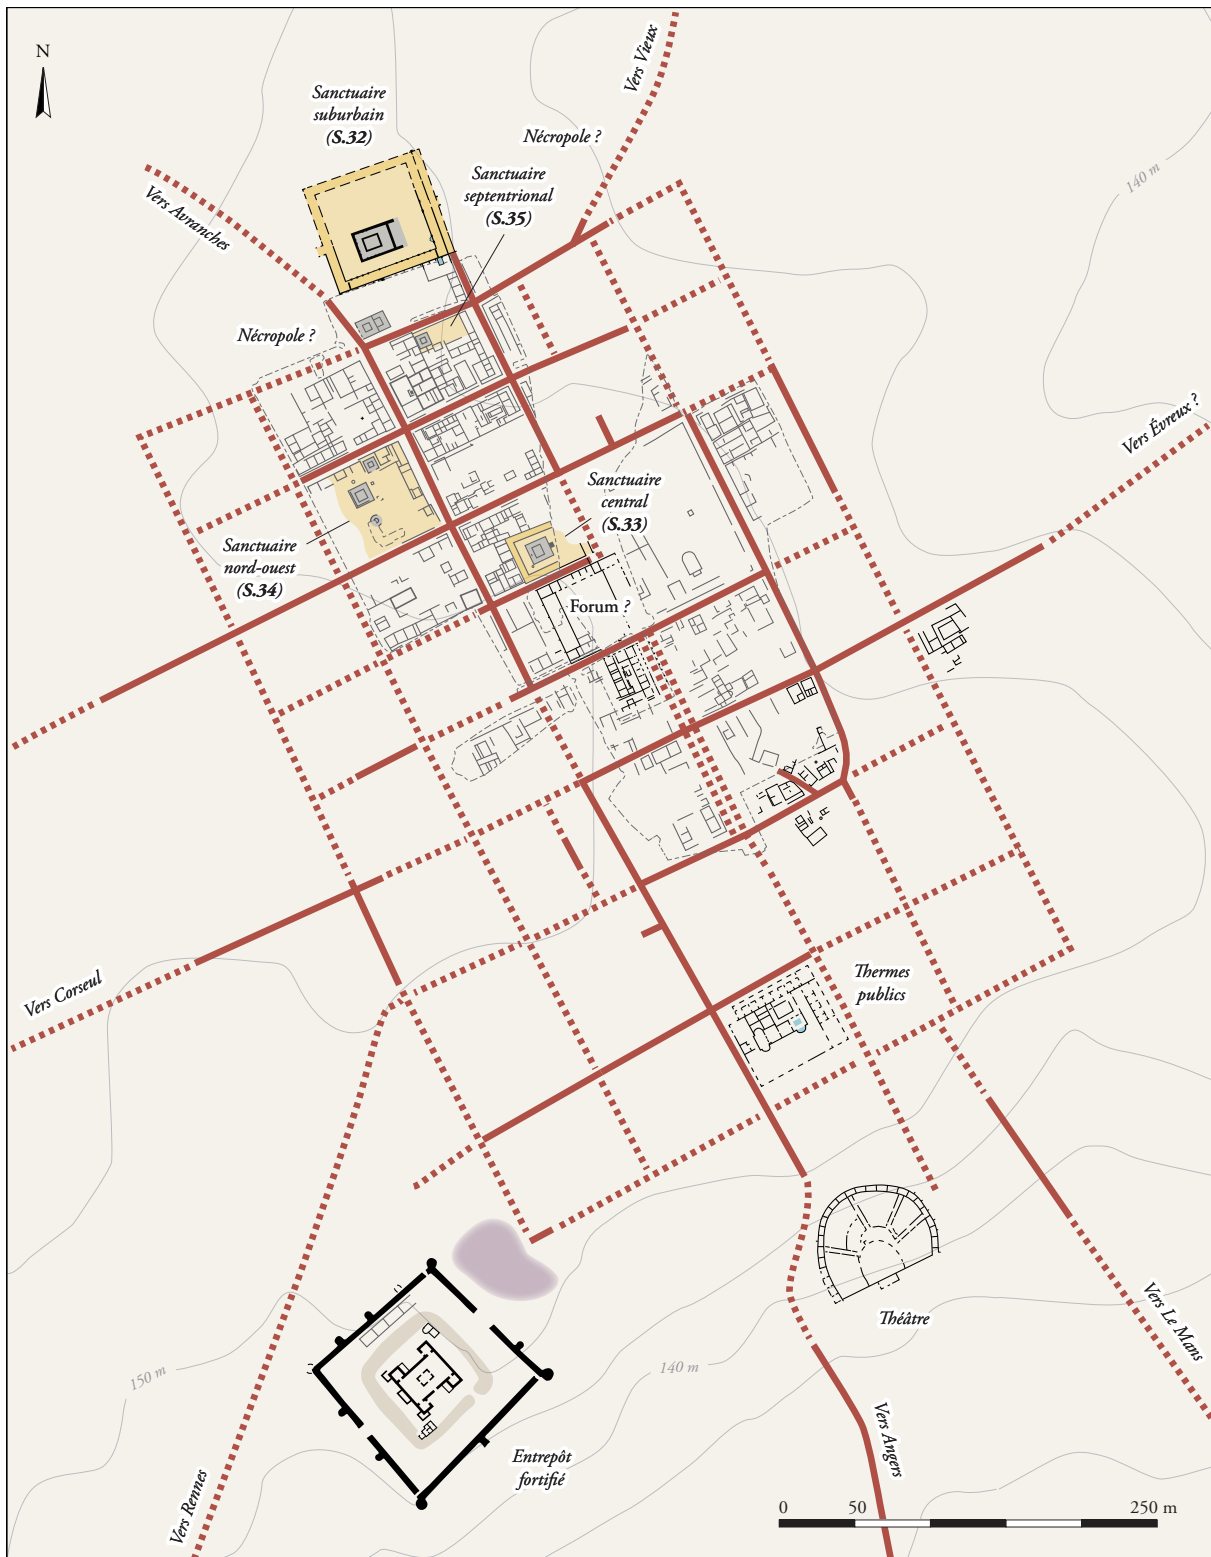 N
Vers Vieux
Sanctuaire
suburbain
(S.32)
Nécropole ?
Sanctuaire
septentrional
(S.35)
140 m
Vers Avranches
Nécropole ?
Vers Évreux ?
Sanctuaire
central
(S.33)
Sanctuaire
nord-ouest
(S.34)
Forum ?
Vers Corseul
Thermes
publics
Théâtre
Vers Le Mans
150 m
140 m
Vers Angers
Entrepôt
fortifié
Vers Rennes
0 50 250 m